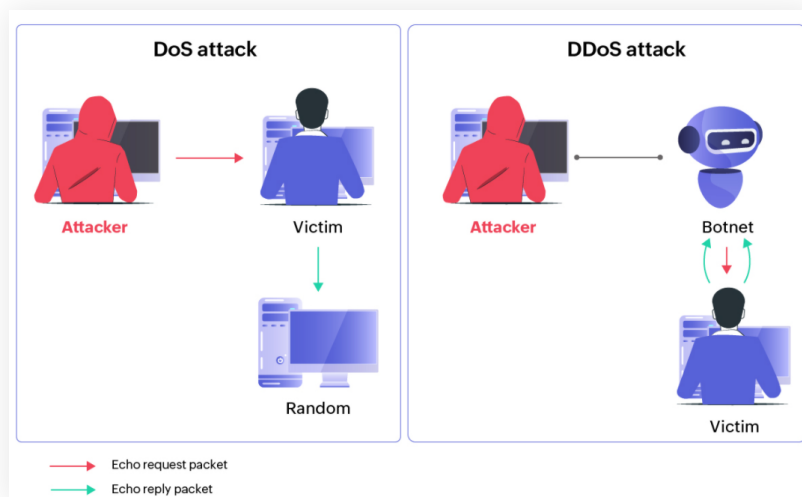 DoS attack
Attacker
Victim
Random
DDoS attack
Attacker
Botnet
Victim
Echo request packet
Echo reply packet